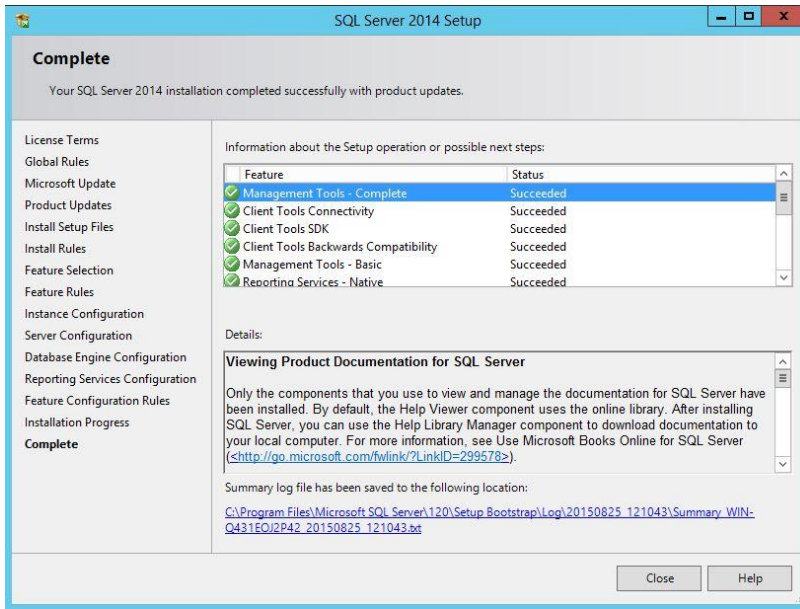 SQL Server 2014 Setup
Complete
Your SQL Server 2014 installation completed successfully with product updates.
License Terms
Global Rules
Microsoft Update
Product Updates
Install Setup Files
Install Rules
Feature Selection
Feature Rules
Instance Configuration
Server Configuration
Database Engine Configuration
Reporting Services Configuration
Feature Configuration Rules
Installation Progress
Complete
Information about the Setup operation or possible next steps:
Feature Status
Management Tools - Complete Succeeded
Client Tools Connectivity Succeeded
Client Tools SDK Succeeded
Client Tools Backwards Compatibility Succeeded
Management Tools - Basic Succeeded
Reporting Services - Native Succeeded
Details:
Viewing Product Documentation for SQL Server
Only the components that you use to view and manage the documentation for SQL Server have
been installed. By default, the Help Viewer component uses the online library. After installing
SQL Server, you can use the Help Library Manager component to download documentation to
your local computer. For more information, see Use Microsoft Books Online for SQL Server
(<http://go.microsoft.com/fwlink/?LinkID=299578>).
Summary log file has been saved to the following location:
C:\Program Files\Microsoft SQL Server\120\Setup Bootstrap\Log\20150825_121043\Summary_WIN-
Q431EOJ2P42_20150825_121043.txt
Close Help